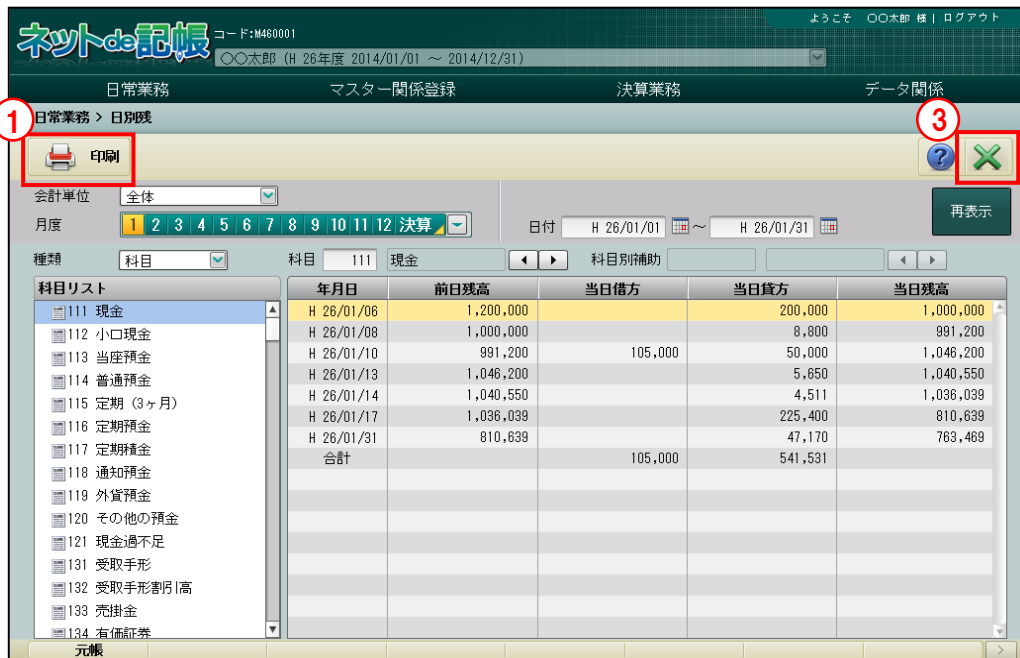 ようこそ 〇〇太郎 様 | ログアウト
ネットde記帳 コード:M460001
〇〇太郎 (H 26年度 2014/01/01 ～ 2014/12/31)
日常業務 マスター関係登録 決算業務 データ関係
日常業務 > 日別残
1 印刷 ? 3
会計単位 全体
月度 1 2 3 4 5 6 7 8 9 10 11 12 決算 日付 H 26/01/01 ～ H 26/01/31 再表示
種類 科目 科目 111 現金 科目別補助
科目リスト 年月日 前日残高 当日借方 当日貸方 当日残高
111 現金 H 26/01/06 1,200,000 200,000 1,000,000
112 小口現金 H 26/01/08 1,000,000 8,800 991,200
113 当座預金 H 26/01/10 991,200 105,000 50,000 1,046,200
114 普通預金 H 26/01/13 1,046,200 5,650 1,040,550
115 定期 (3ヶ月) H 26/01/14 1,040,550 4,511 1,036,039
116 定期預金 H 26/01/17 1,036,039 225,400 810,639
117 定期積金 H 26/01/31 810,639 47,170 763,469
118 通知預金 合計 105,000 541,531
119 外貨預金
120 その他の預金
121 現金過不足
131 受取手形
132 受取手形割引高
133 売掛金
134 有価証券
元帳